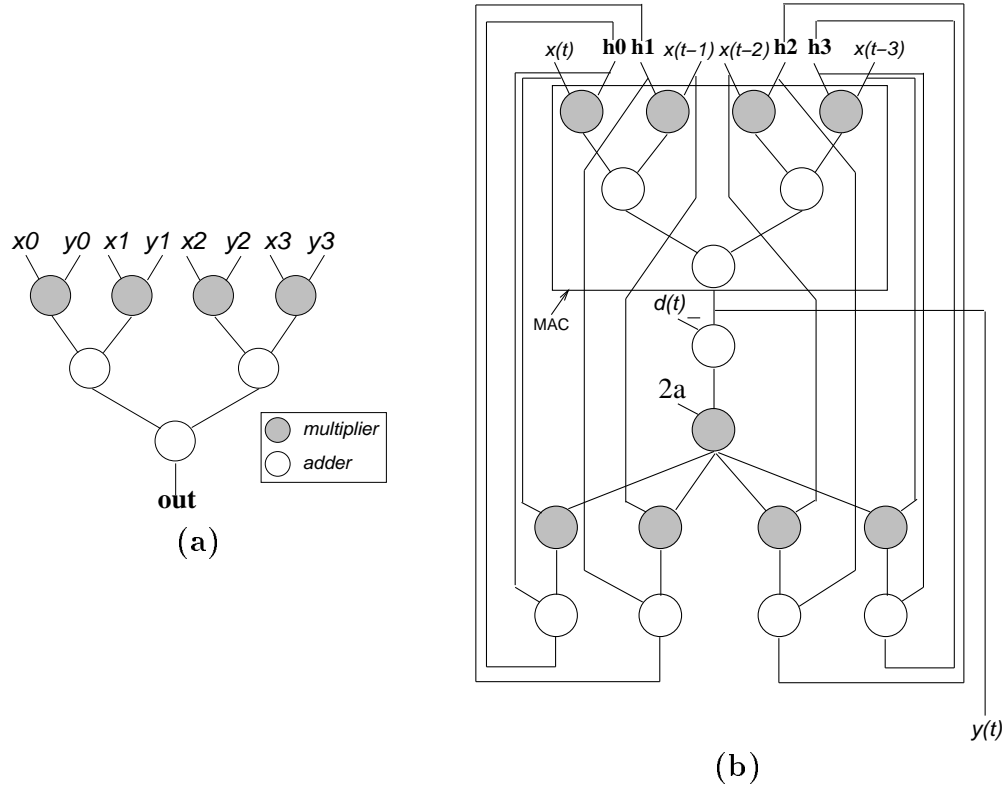 x0 y0 x1 y1 x2 y2 x3 y3
multiplier
adder
out
(a)
x(t) h0 h1 x(t−1) x(t−2) h2 h3 x(t−3)
MAC
d(t) −
2a
y(t)
(b)